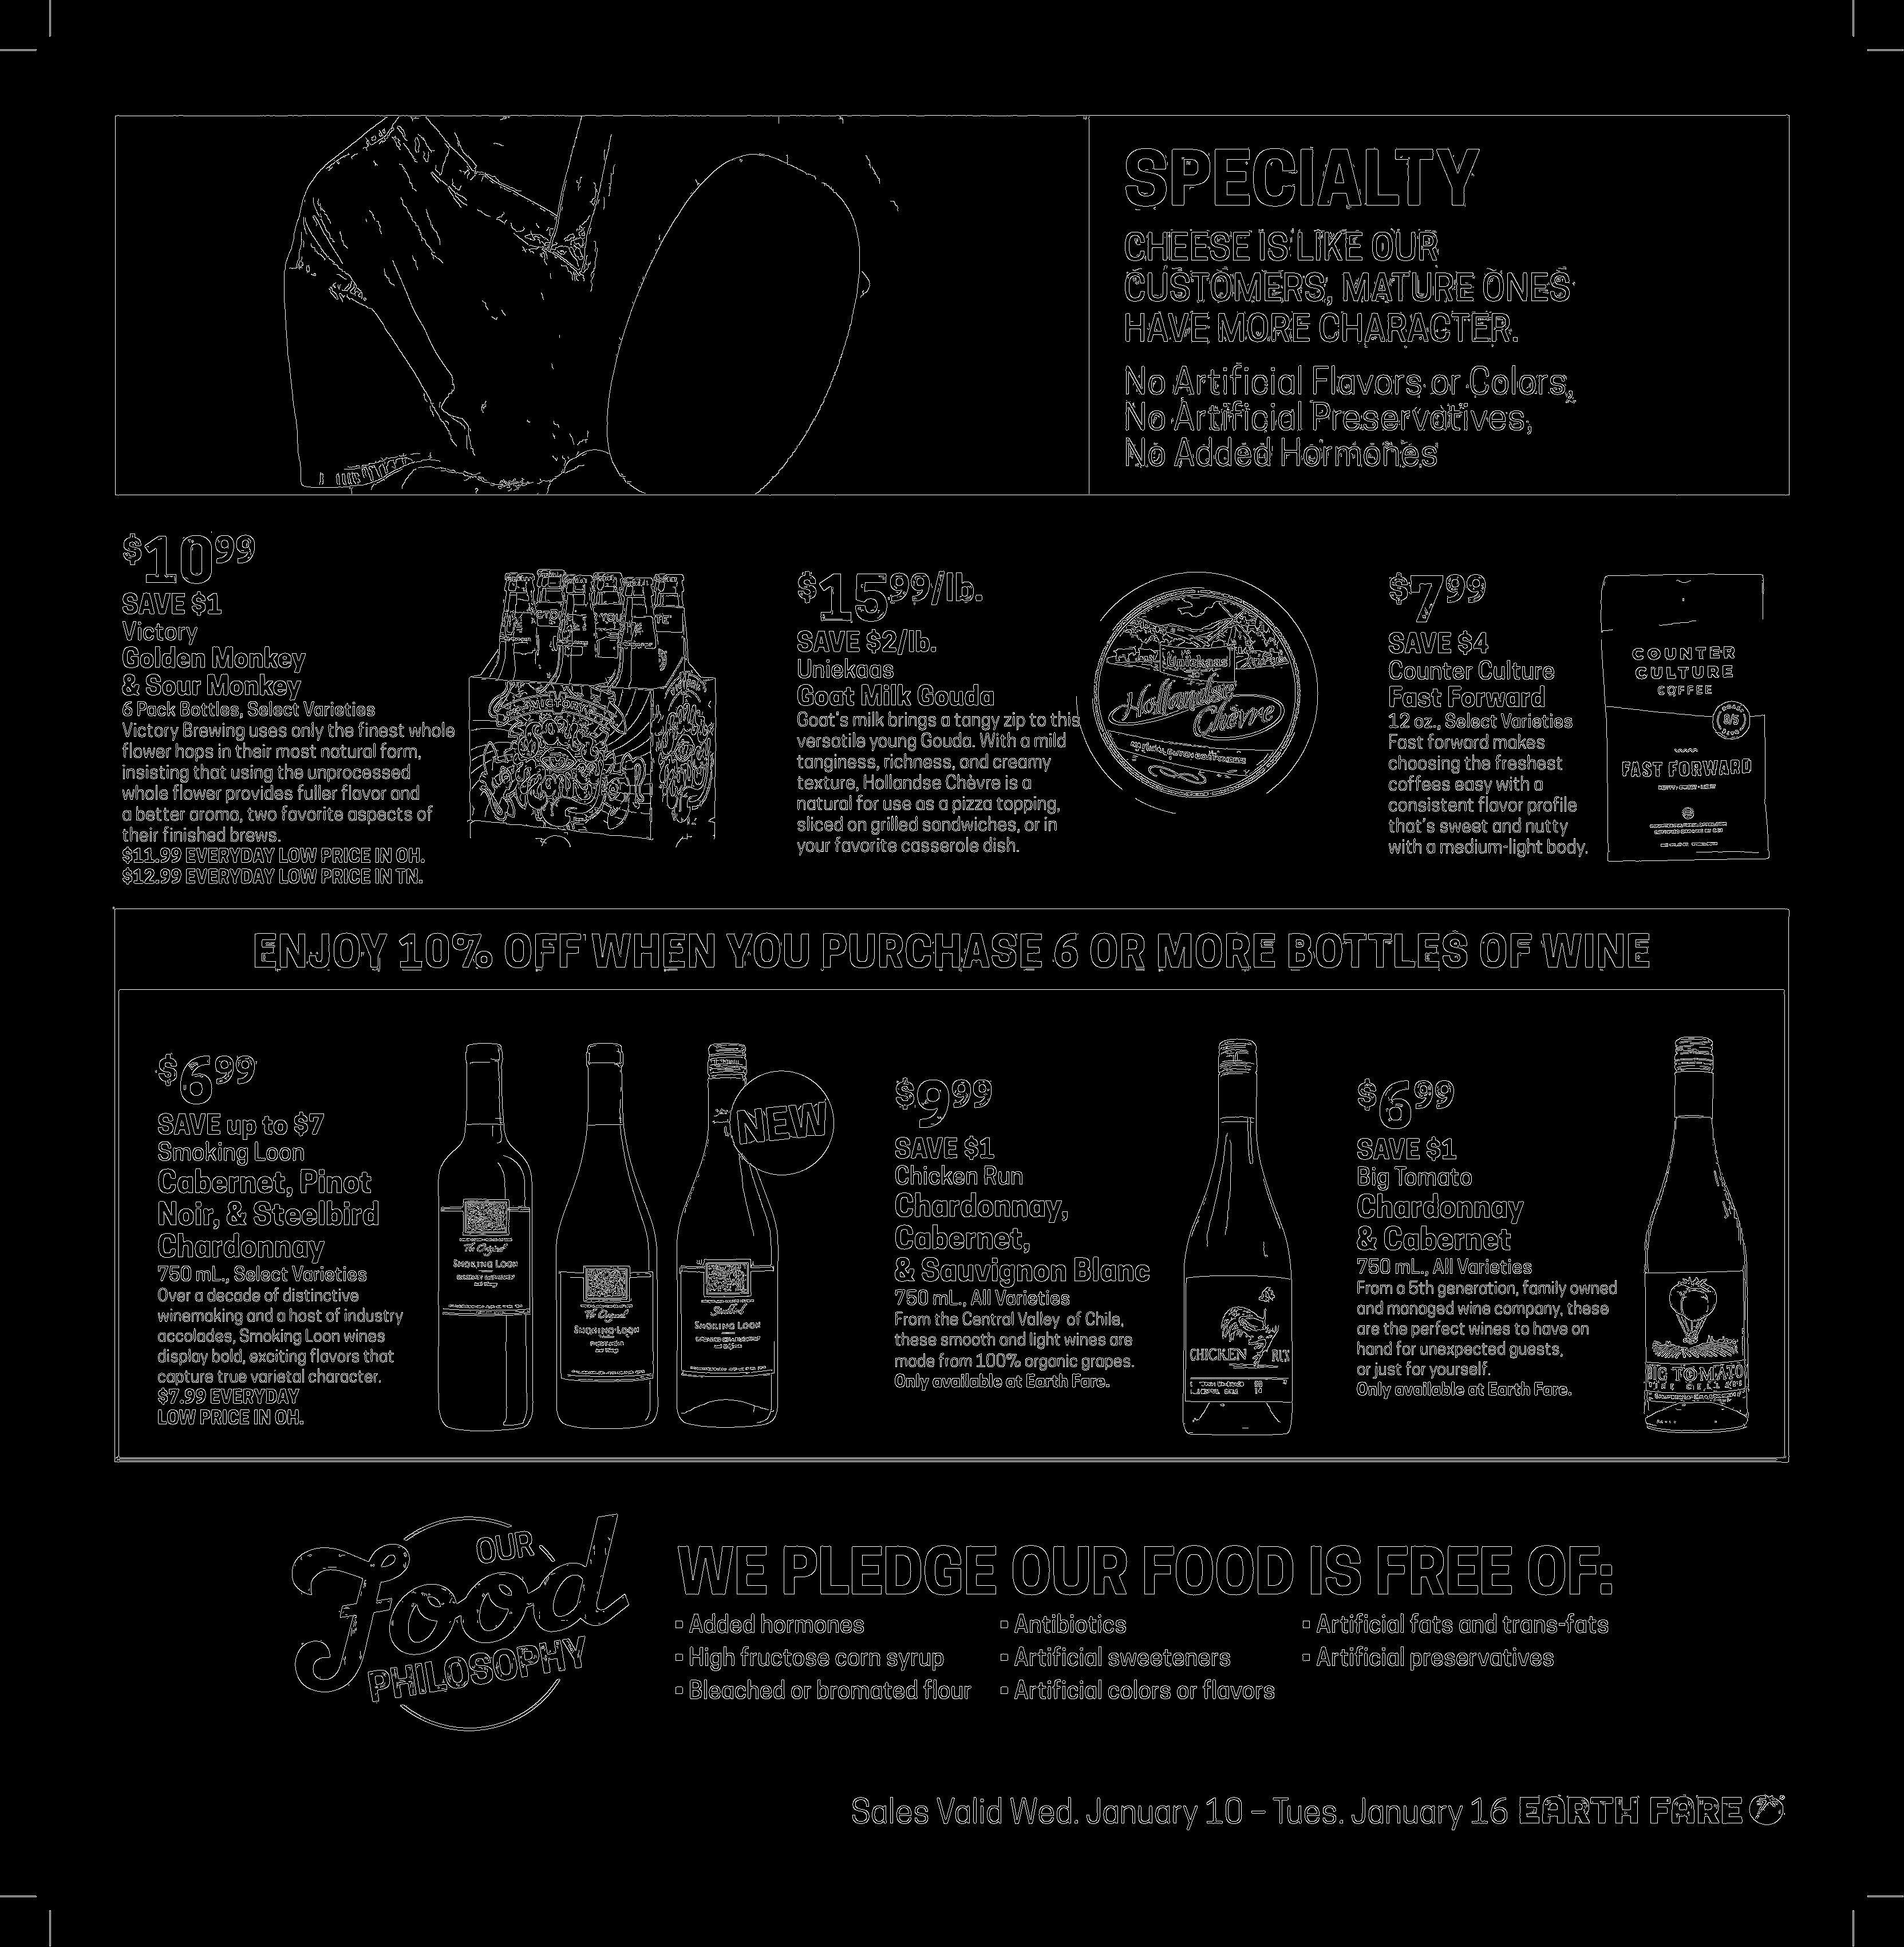 SPECIALTY
CHEESE IS LIKE OUR
CUSTOMERS, MATURE ONES
HAVE MORE CHARACTER.
No Artificial Flavors or Colors,
No Artificial Preservatives,
No Added Hormones
$10 99
SAVE $1
Victory
Golden Monkey
& Sour Monkey
6 Pack Bottles, Select Varieties
Victory Brewing uses only the finest whole
flower hops in their most natural form,
insisting that using the unprocessed
whole flower provides fuller flavor and
a better aroma, two favorite aspects of
their finished brews.
$11.99 EVERYDAY LOW PRICE IN OH.
$12.99 EVERYDAY LOW PRICE IN TN.
VICTORY
$15 99/lb.
SAVE $2/lb.
Uniekaas
Goat Milk Gouda
Goat's milk brings a tangy zip to this
versatile young Gouda. With a mild
tanginess, richness, and creamy
texture, Hollandse Chèvre is a
natural for use as a pizza topping,
sliced on grilled sandwiches, or in
your favorite casserole dish.
Uniekaas
Hollandse
Chèvre
$7 99
SAVE $4
Counter Culture
Fast Forward
12 oz., Select Varieties
Fast forward makes
choosing the freshest
coffees easy with a
consistent flavor profile
that's sweet and nutty
with a medium-light body.
COUNTER
CULTURE
COFFEE
FAST FORWARD
ENJOY 10% OFF WHEN YOU PURCHASE 6 OR MORE BOTTLES OF WINE
$6 99
SAVE up to $7
Smoking Loon
Cabernet, Pinot
Noir, & Steelbird
Chardonnay
750 mL., Select Varieties
Over a decade of distinctive
winemaking and a host of industry
accolades, Smoking Loon wines
display bold, exciting flavors that
capture true varietal character.
$7.99 EVERYDAY
LOW PRICE IN OH.
The Original
SMOKING LOON
The Original
SMOKING LOON
Steelbird
SMOKING LOON
NEW
$9 99
SAVE $1
Chicken Run
Chardonnay,
Cabernet,
& Sauvignon Blanc
750 mL., All Varieties
From the Central Valley of Chile,
these smooth and light wines are
made from 100% organic grapes.
Only available at Earth Fare.
CHICKEN
$6 99
SAVE $1
Big Tomato
Chardonnay
& Cabernet
750 mL., All Varieties
From a 5th generation, family owned
and managed wine company, these
are the perfect wines to have on
hand for unexpected guests,
or just for yourself.
Only available at Earth Fare.
BIG TOMATO
OUR
Food
PHILOSOPHY
WE PLEDGE OUR FOOD IS FREE OF:
▪ Added hormones
▪ High fructose corn syrup
▪ Bleached or bromated flour
▪ Antibiotics
▪ Artificial sweeteners
▪ Artificial colors or flavors
▪ Artificial fats and trans-fats
▪ Artificial preservatives
Sales Valid Wed. January 10 – Tues. January 16 EARTH FARE